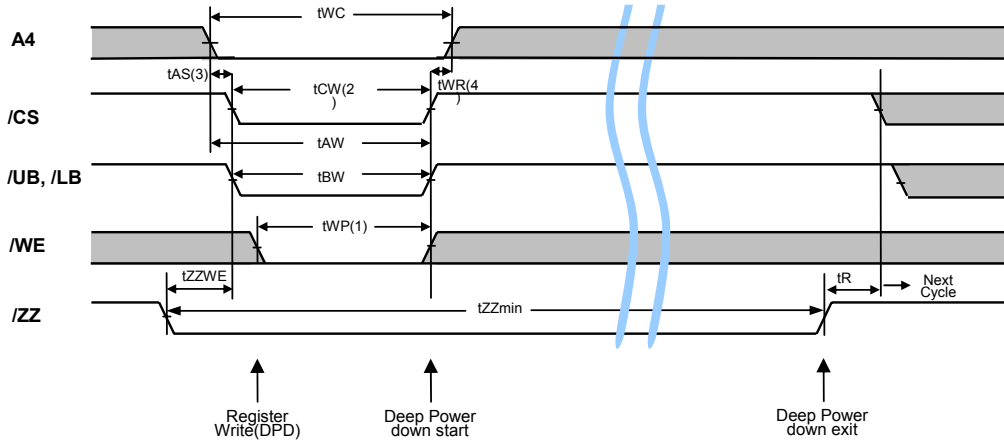 tWC
A4
tAS(3)
tCW(2
)
tWR(4
)
/CS
tAW
/UB, /LB
tBW
tWP(1)
/WE
tZZWE
tR
Next
Cycle
tZZmin
/ZZ
Register
Write(DPD)
Deep Power
down start
Deep Power
down exit